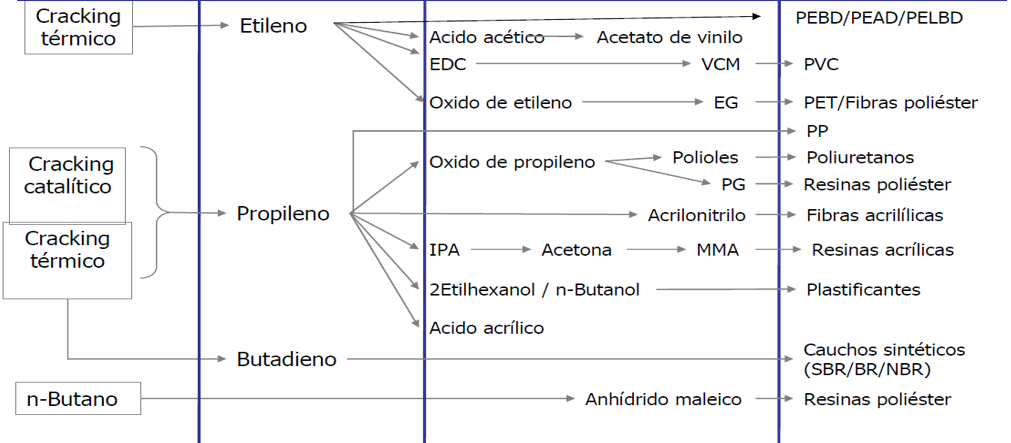 Cracking
térmico
Etileno
PEBD/PEAD/PELBD
Acido acético
Acetato de vinilo
EDC
VCM
PVC
Oxido de etileno
EG
PET/Fibras poliéster
PP
Cracking
catalítico
Oxido de propileno
Polioles
Poliuretanos
PG
Resinas poliéster
Propileno
Acrilonitrilo
Fibras acrilílicas
Cracking
térmico
IPA
Acetona
MMA
Resinas acrílicas
2Etilhexanol / n-Butanol
Plastificantes
Acido acrílico
Butadieno
Cauchos sintéticos
(SBR/BR/NBR)
n-Butano
Anhídrido maleico
Resinas poliéster